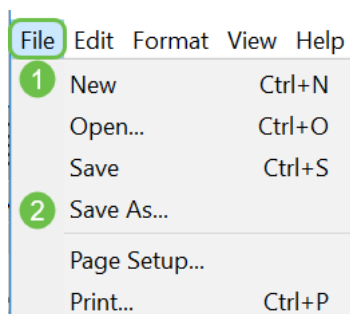 File Edit Format View Help
1 New Ctrl+N
Open... Ctrl+O
Save Ctrl+S
2 Save As...
Page Setup...
Print... Ctrl+P